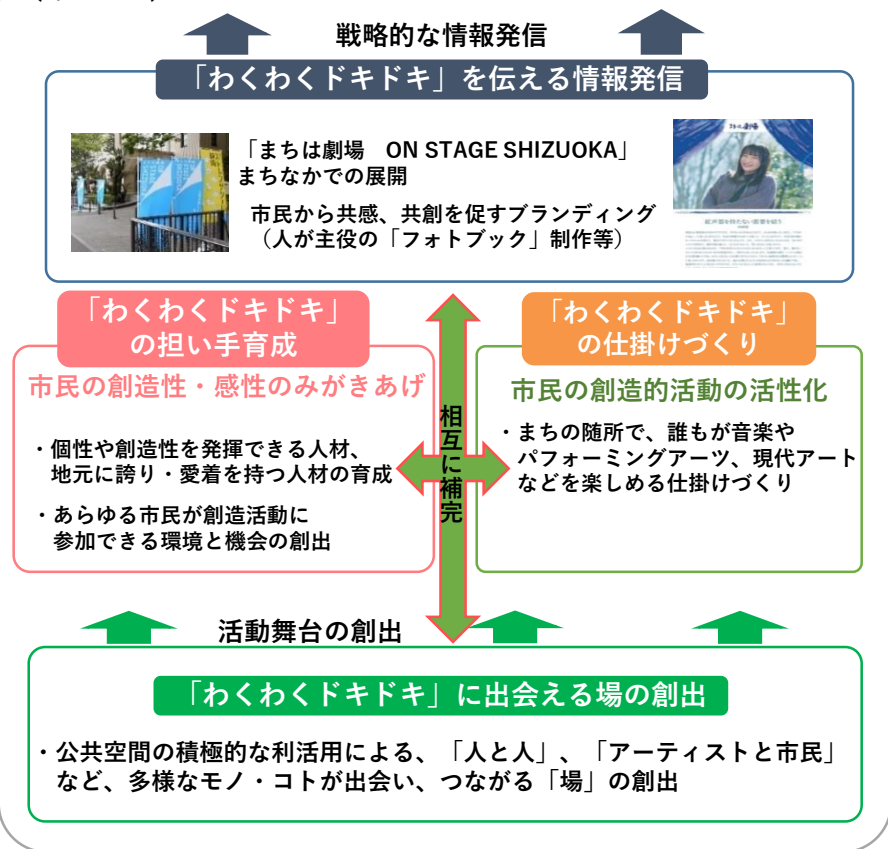 戦略的な情報発信
「わくわくドキドキ」を伝える情報発信
「まちは劇場　ON STAGE SHIZUOKA」
まちなかでの展開
市民から共感、共創を促すブランディング
（人が主役の「フォトブック」制作等）
「わくわくドキドキ」
の担い手育成
市民の創造性・感性のみがきあげ
・個性や創造性を発揮できる人材、
地元に誇り・愛着を持つ人材の育成
・あらゆる市民が創造活動に
参加できる環境と機会の創出
相互に補完
「わくわくドキドキ」
の仕掛けづくり
市民の創造的活動の活性化
・まちの随所で、誰もが音楽や
パフォーミングアーツ、現代アート
などを楽しめる仕掛けづくり
活動舞台の創出
「わくわくドキドキ」に出会える場の創出
・公共空間の積極的な利活用による、「人と人」、「アーティストと市民」
など、多様なモノ・コトが出会い、つながる「場」の創出